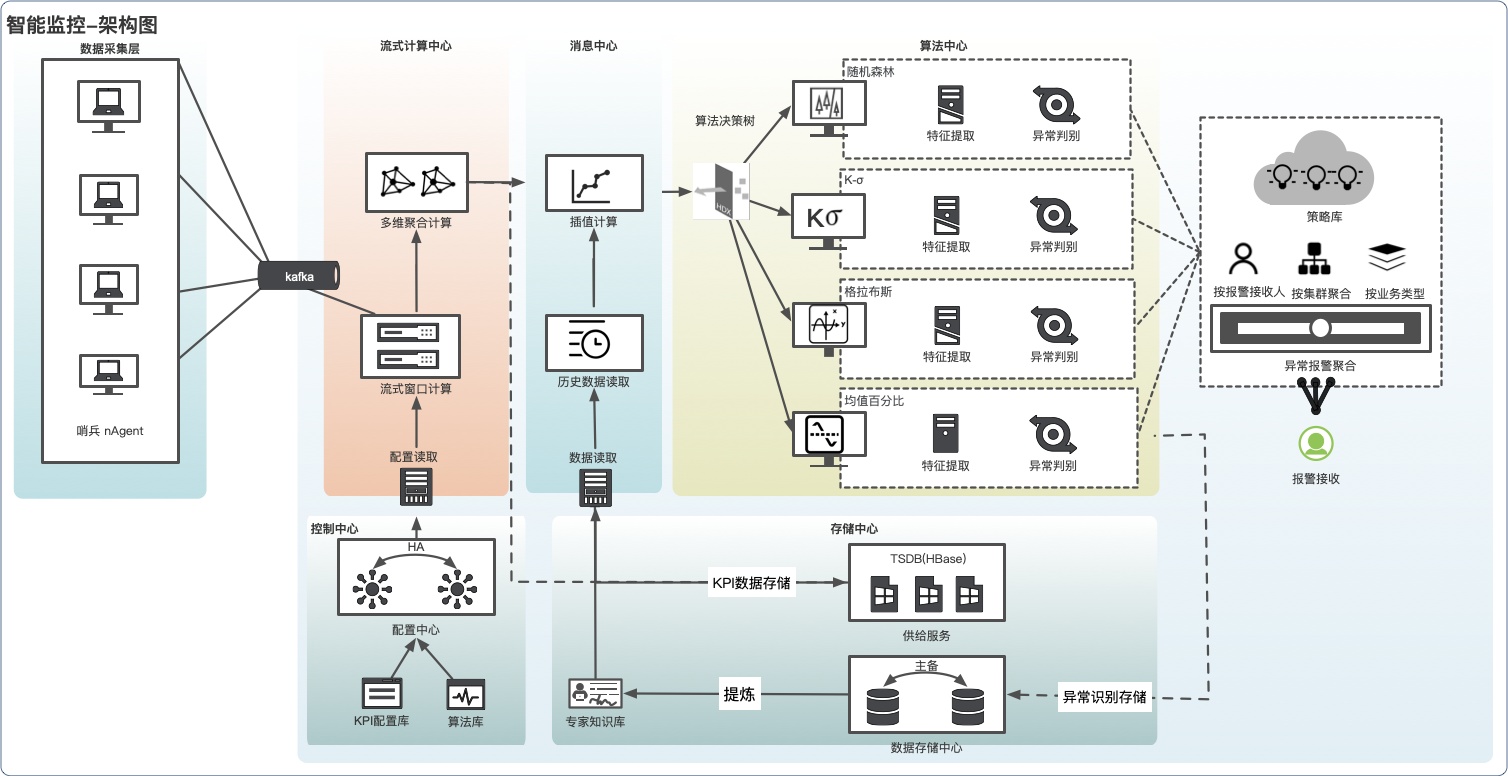 智能监控–架构图
数据采集层
哨兵 nAgent
kafka
流式计算中心
多维聚合计算
流式窗口计算
配置读取
消息中心
插值计算
历史数据读取
数据读取
算法中心
算法决策树
HDX
随机森林
特征提取
异常判别
K-σ
Kσ
特征提取
异常判别
格拉布斯
x
y
特征提取
异常判别
均值百分比
特征提取
异常判别
策略库
按报警接收人
按集群聚合
按业务类型
异常报警聚合
报警接收
控制中心
HA
配置中心
KPI配置库
算法库
存储中心
TSDB(HBase)
KPI数据存储
供给服务
主备
提炼
异常识别存储
专家知识库
数据存储中心